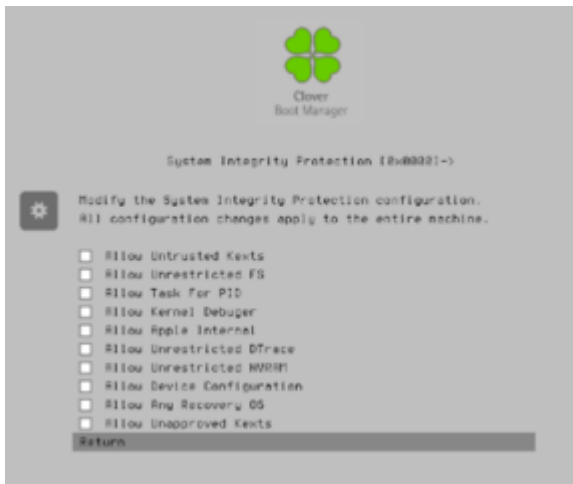 Clover
Boot Manager
System Integrity Protection [0x0000]->
Modify the System Integrity Protection configuration.
All configuration changes apply to the entire machine.
Allow Untrusted Kexts
Allow Unrestricted FS
Allow Task For PID
Allow Kernel Debuger
Allow Apple Internal
Allow Unrestricted DTrace
Allow Unrestricted NVRAM
Allow Device Configuration
Allow Any Recovery OS
Allow Unapproved Kexts
Return